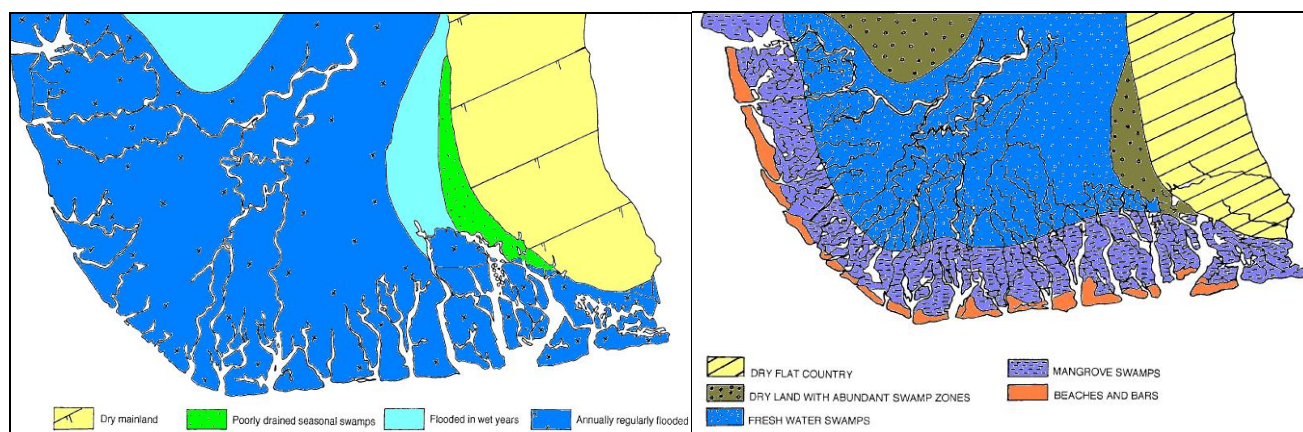 Dry mainland
Poorly drained seasonal swamps
Flooded in wet years
Annually regularly flooded
DRY FLAT COUNTRY
DRY LAND WITH ABUNDANT SWAMP ZONES
FRESH WATER SWAMPS
MANGROVE SWAMPS
BEACHES AND BARS